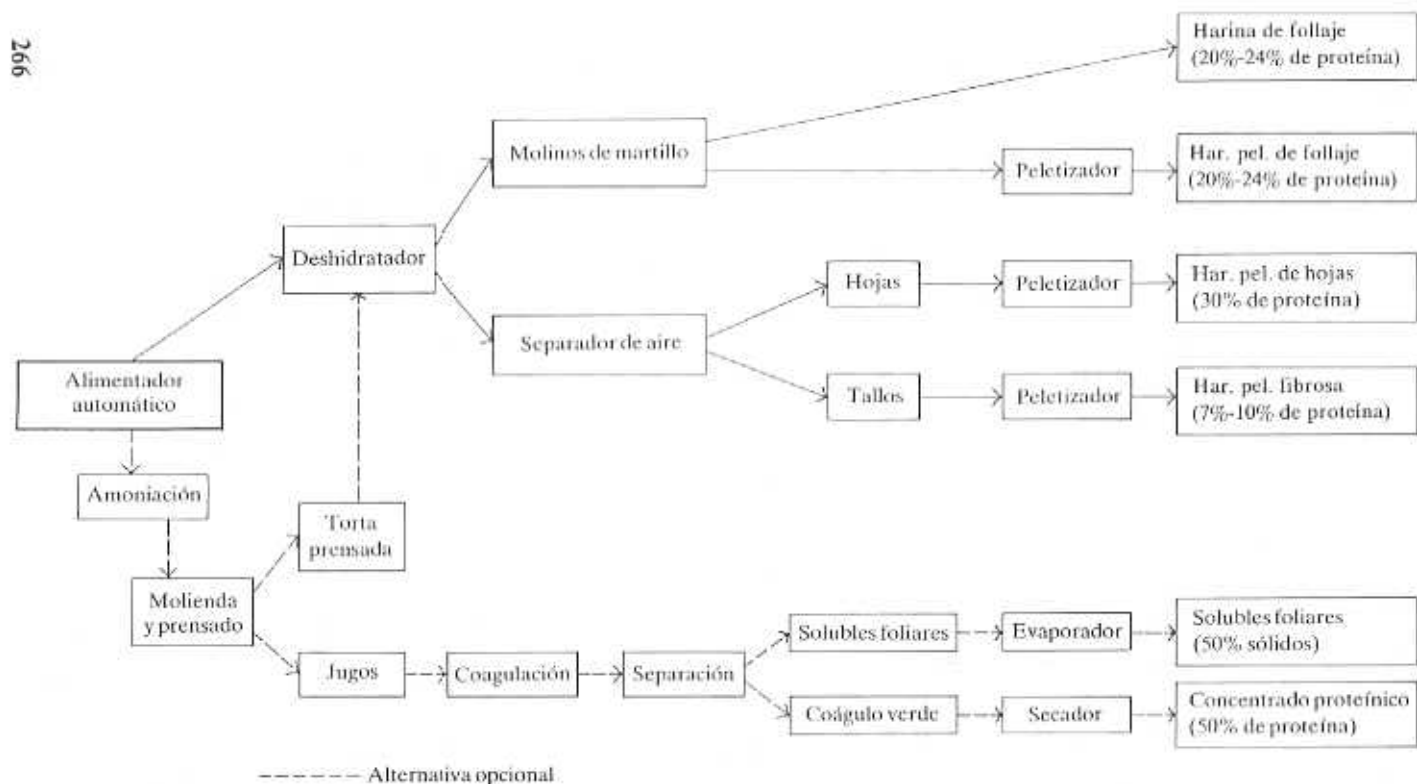 266
Harina de follaje
(20%-24% de proteína)
Molinos de martillo
Peletizador
Har. pel. de follaje
(20%-24% de proteína)
Deshidratador
Hojas
Peletizador
Har. pel. de hojas
(30% de proteína)
Separador de aire
Alimentador
automático
Tallos
Peletizador
Har. pel. fibrosa
(7%-10% de proteína)
Amoniación
Torta
prensada
Molienda
y prensado
Solubles foliares
Evaporador
Solubles foliares
(50% sólidos)
Jugos
Coagulación
Separación
Coágulo verde
Secador
Concentrado proteínico
(50% de proteína)
Alternativa opcional